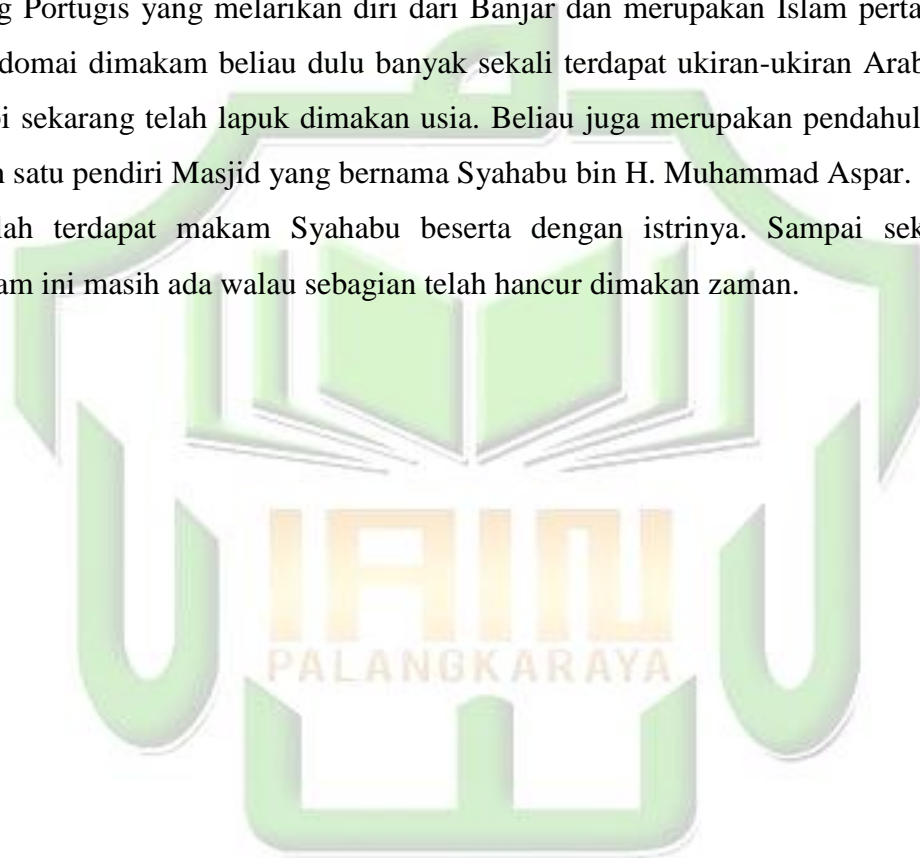 g Portugis yang melarikan diri dari Banjar dan merupakan Islam perta
domai dimakam beliau dulu banyak sekali terdapat ukiran-ukiran Arab
i sekarang telah lapuk dimakan usia. Beliau juga merupakan pendahul
satu pendiri Masjid yang bernama Syahabu bin H. Muhammad Aspar.
lah terdapat makam Syahabu beserta dengan istrinya. Sampai sek
am ini masih ada walau sebagian telah hancur dimakan zaman.
IAIN
PALANGKARAYA